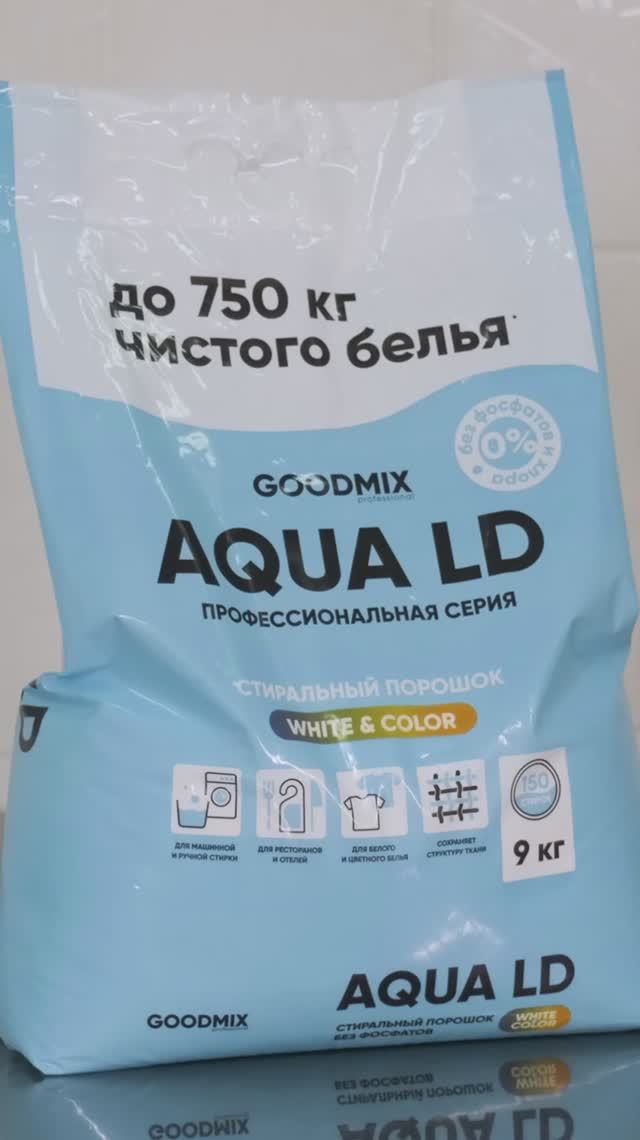 до 750 кг
чистого белья*
без фосфатов и хлора
0%
GOODMIX
professional
AQUA LD
ПРОФЕССИОНАЛЬНАЯ СЕРИЯ
СТИРАЛЬНЫЙ ПОРОШОК
WHITE & COLOR
ДЛЯ МАШИННОЙ
И РУЧНОЙ СТИРКИ
ДЛЯ РЕСТОРАНОВ
И ОТЕЛЕЙ
ДЛЯ БЕЛОГО
И ЦВЕТНОГО БЕЛЬЯ
СОХРАНЯЕТ
СТРУКТУРУ ТКАНИ
150
СТИРОК
9 КГ
GOODMIX
AQUA LD
СТИРАЛЬНЫЙ ПОРОШОК
БЕЗ ФОСФАТОВ
WHITE
COLOR